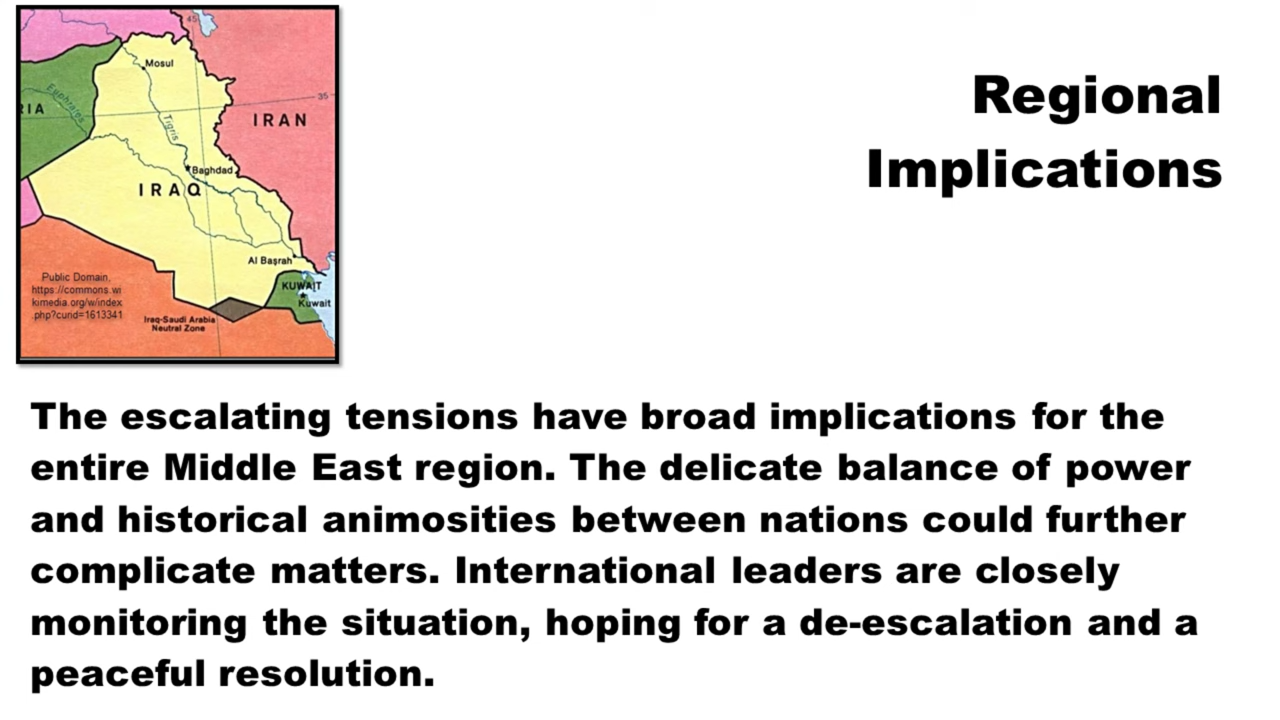 45
Mosul
35
RIA
Euphrates
IRAN
Tigris
Baghdad
IRAQ
Al Başrah
KUWAIT
Kuwait
Public Domain,
https://commons.wi
kimedia.org/w/index
.php?curid=1613341
Iraq-Saudi Arabia
Neutral Zone
Regional
Implications
The escalating tensions have broad implications for the
entire Middle East region. The delicate balance of power
and historical animosities between nations could further
complicate matters. International leaders are closely
monitoring the situation, hoping for a de-escalation and a
peaceful resolution.